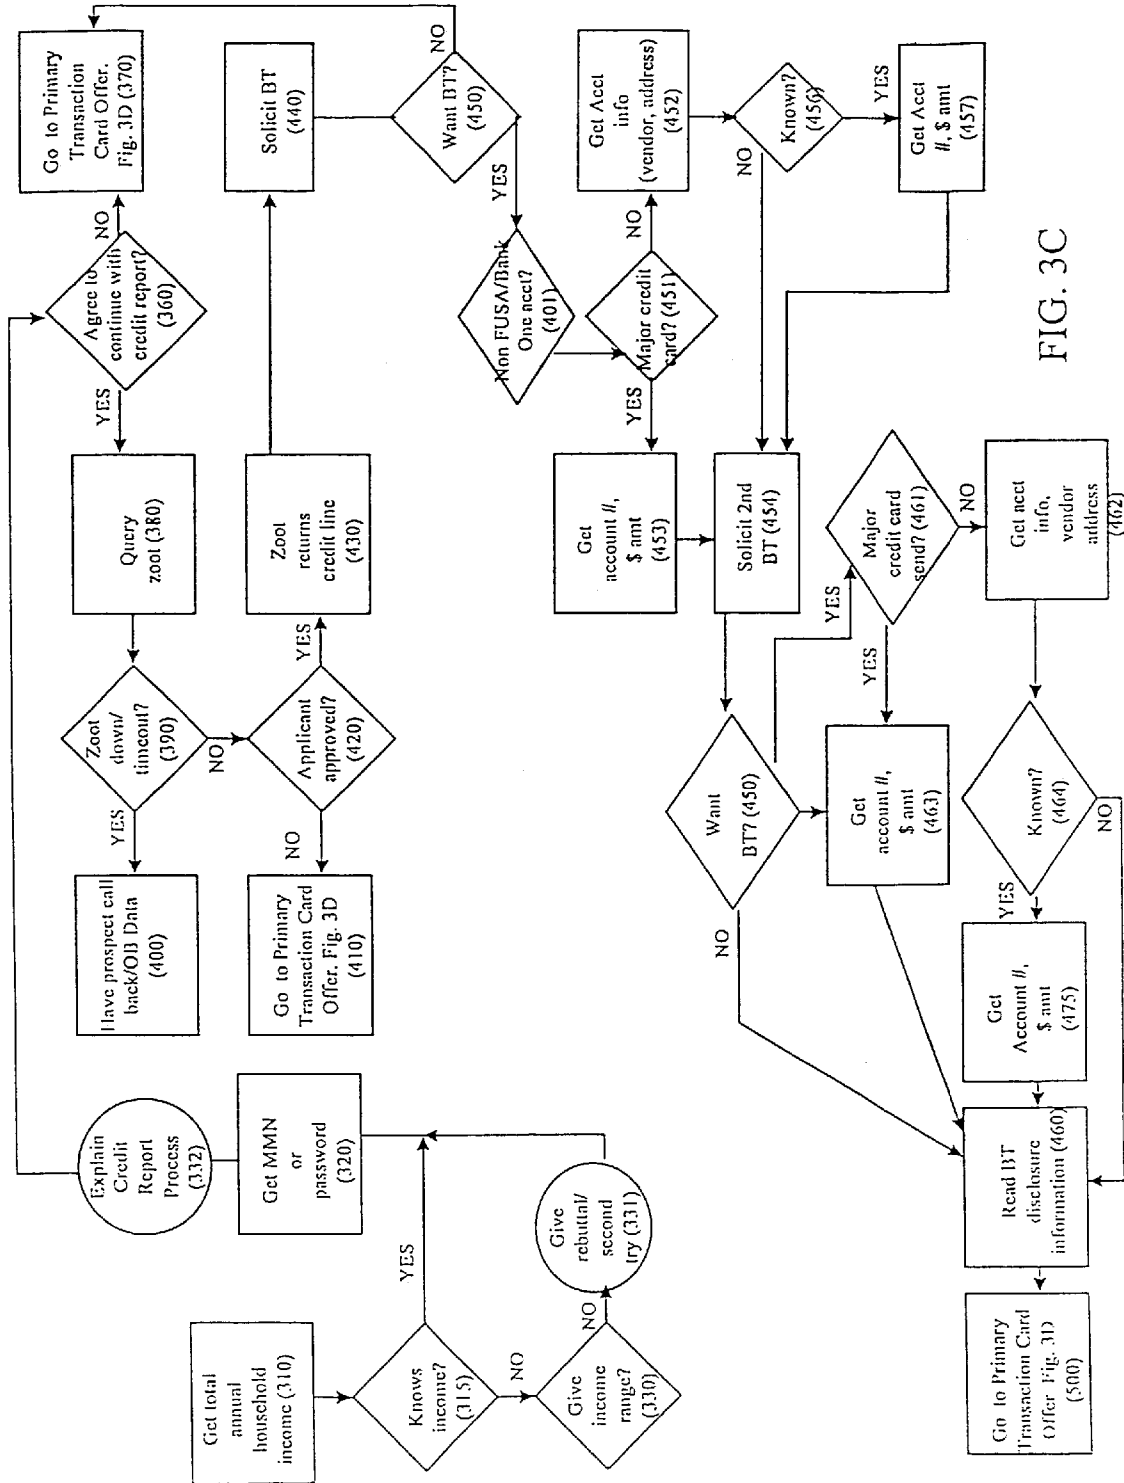 Get total
annual
household
income (310)
Knows
income?
(315)
YES
NO
Give
income
range?
(330)
NO
Give
rebuttal/
second
try (331)
Get MMN
or
password
(320)
Explain
Credit
Report
Process
(332)
Agree to
continue with
credit report?
(360)
NO
Go to Primary
Transaction
Card Offer.
Fig. 3D (370)
YES
Query
zoot (380)
Zoot
down/
timeout?
(390)
YES
Have prospect call
back/OB Data
(400)
NO
Applicant
approved?
(420)
NO
Go to Primary
Transaction Card
Offer. Fig. 3D
(410)
YES
Zoot
returns
credit line
(430)
Solicit BT
(440)
Want BT?
(450)
NO
YES
Non FUSA/Bank
One acct?
(401)
Major credit
card? (451)
NO
Get Acct
info
(vendor, address)
(452)
Known?
(456)
NO
YES
Get Acct
#, $ amt
(457)
YES
Get
account #,
$ amt
(453)
Solicit 2nd
BT (454)
Want
BT? (450)
NO
YES
Major
credit card
send? (461)
YES
Get
account #,
$ amt
(463)
NO
Get acct
info,
vendor
address
(462)
Known?
(464)
NO
YES
Get
Account #,
$ amt
(475)
Read BT
disclosure
information (460)
Go to Primary
Transaction Card
Offer Fig. 3D
(500)
FIG. 3C